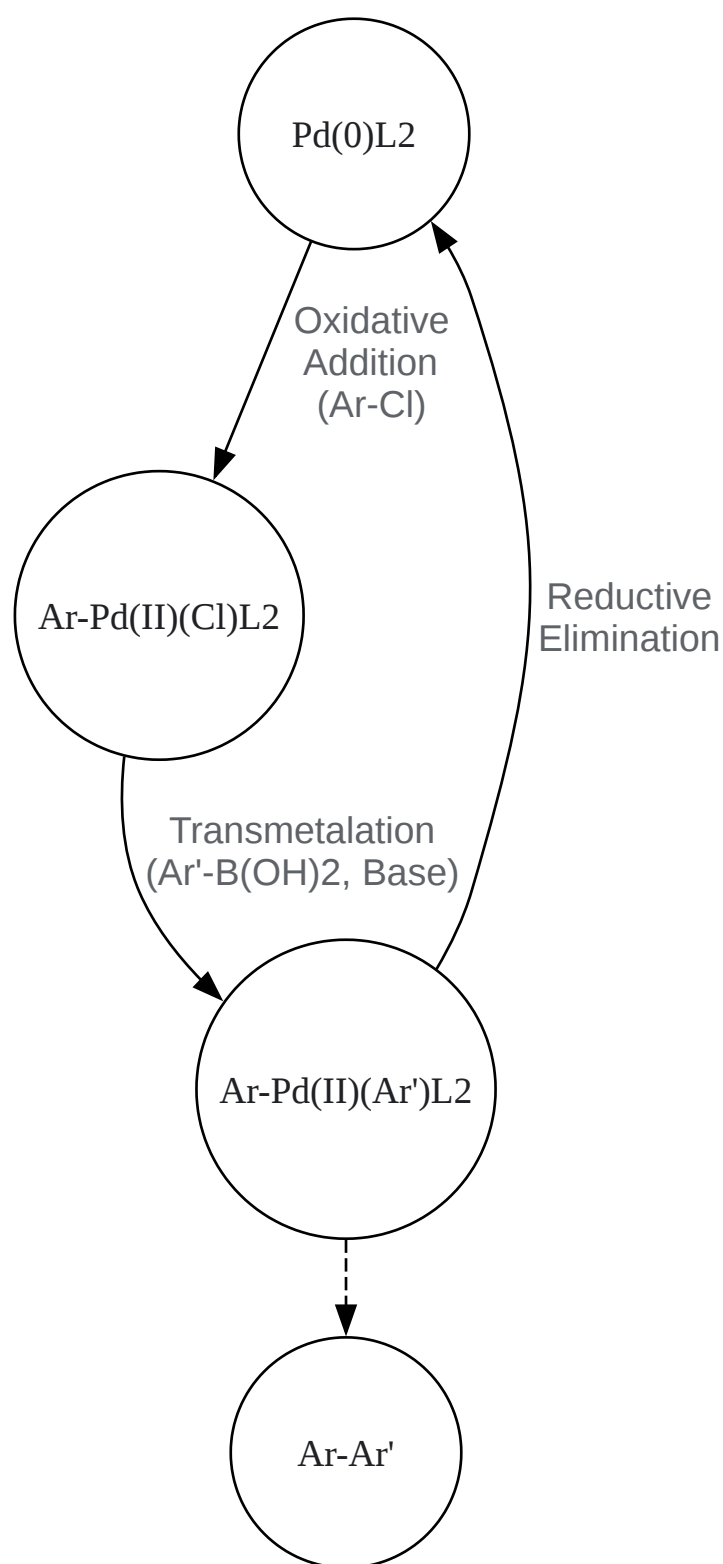 Pd(0)L2
Oxidative
Addition
(Ar-Cl)
Ar-Pd(II)(Cl)L2
Reductive
Elimination
Transmetalation
(Ar'-B(OH)2, Base)
Ar-Pd(II)(Ar')L2
Ar-Ar'